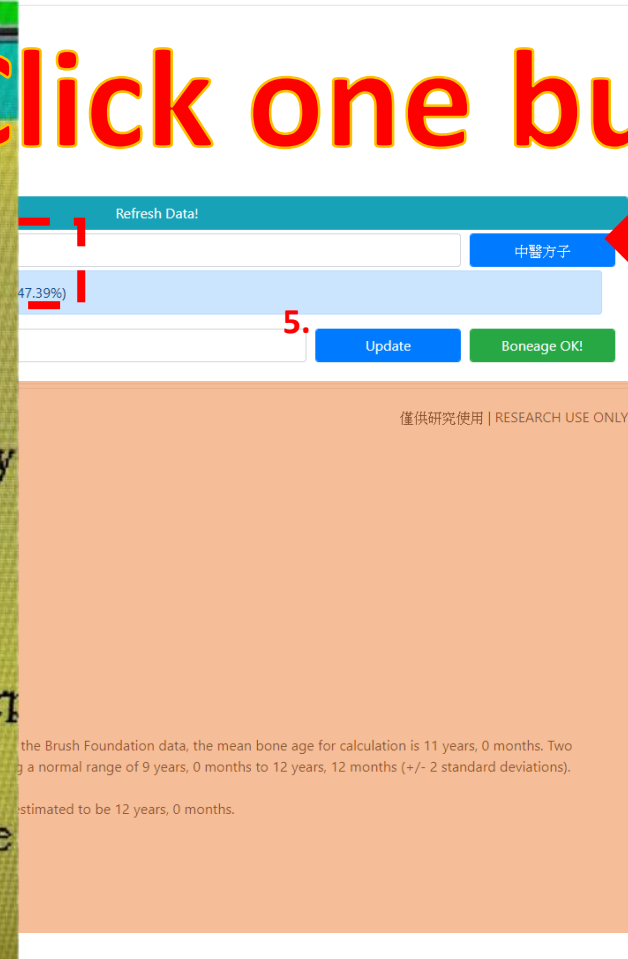 Click one bu
Refresh Data!
中醫方子
47.39%)
5.
Update
Boneage OK!
僅供研究使用 | RESEARCH USE ONLY
the Brush Foundation data, the mean bone age for calculation is 11 years, 0 months. Two
a normal range of 9 years, 0 months to 12 years, 12 months (+/- 2 standard deviations).
estimated to be 12 years, 0 months.